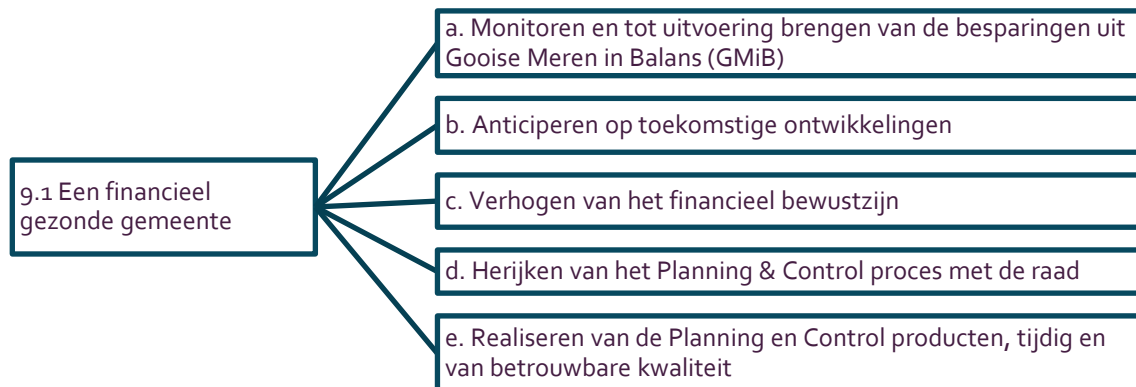 a. Monitoren en tot uitvoering brengen van de besparingen uit
Gooise Meren in Balans (GMiB)
b. Anticiperen op toekomstige ontwikkelingen
9.1 Een financieel
gezonde gemeente
c. Verhogen van het financieel bewustzijn
d. Herijken van het Planning & Control proces met de raad
e. Realiseren van de Planning en Control producten, tijdig en
van betrouwbare kwaliteit